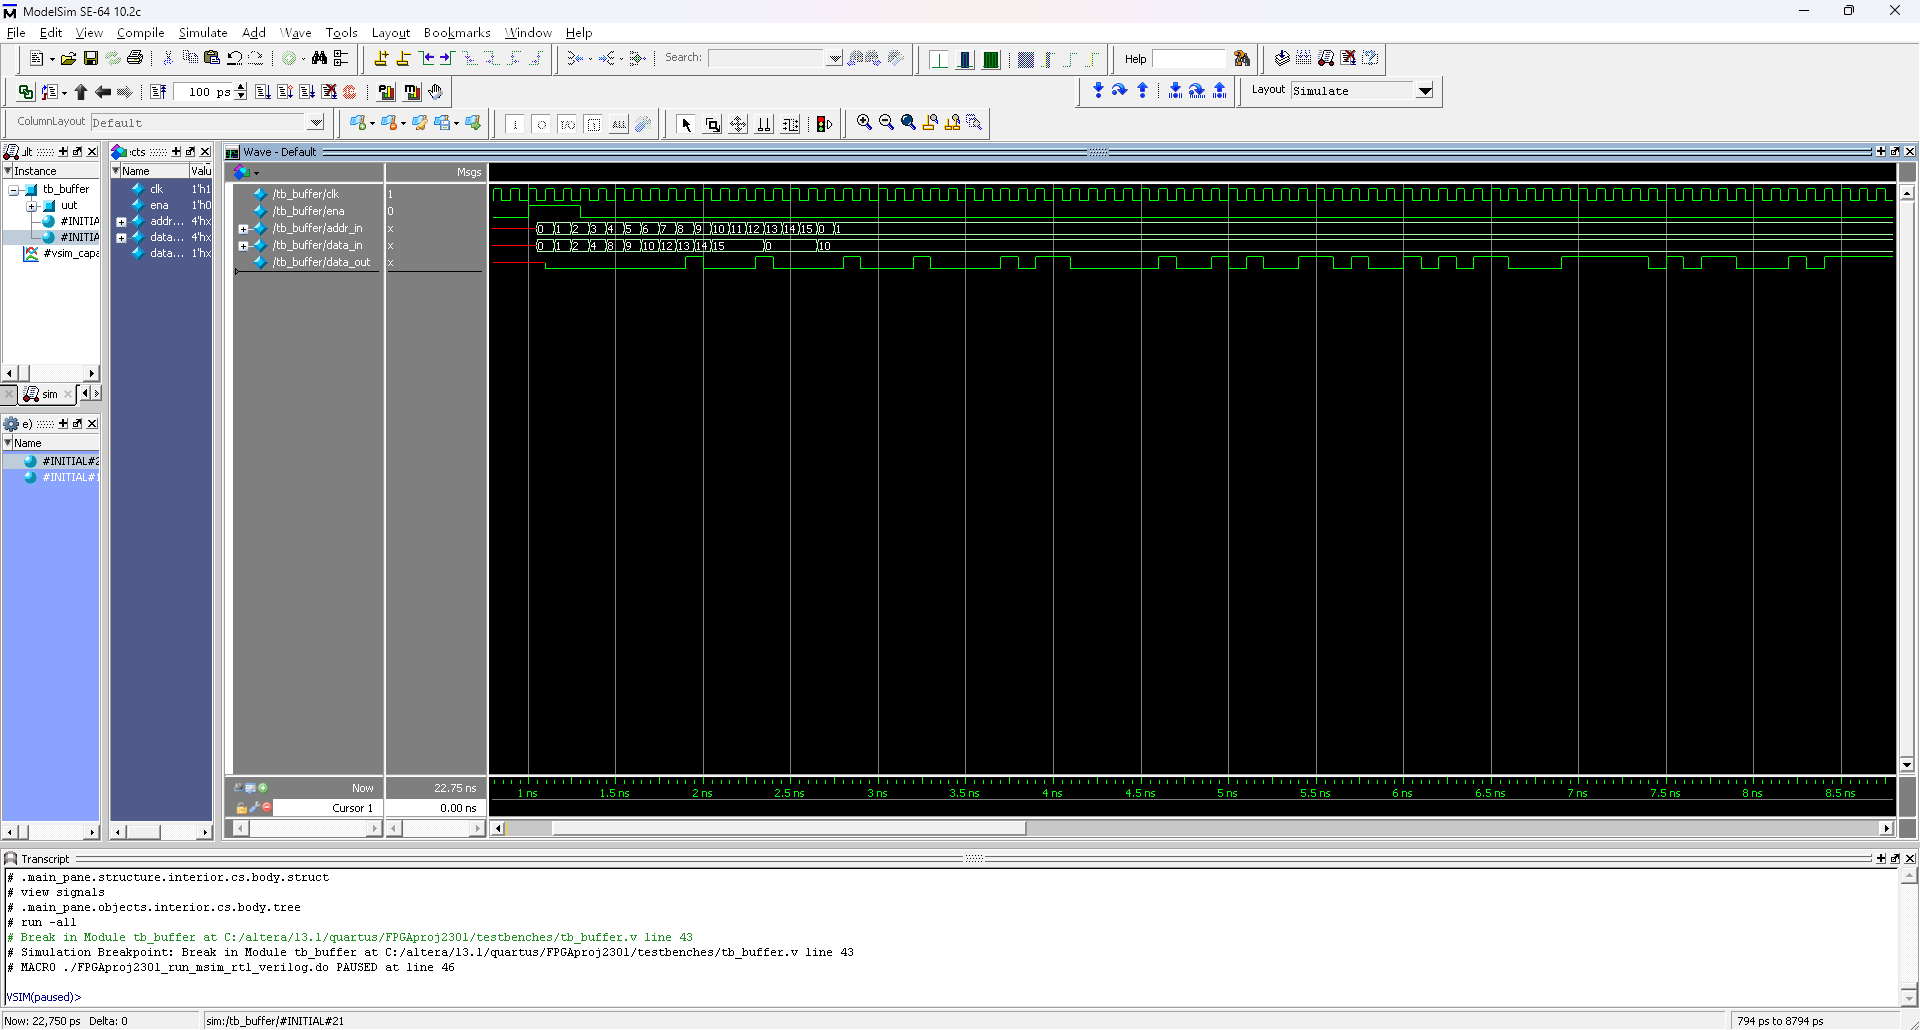 ModelSim SE-64 10.2c
File Edit View Compile Simulate Add Wave Tools Layout Bookmarks Window Help
Search:
Help
100 ps
Layout Simulate
ColumnLayout Default
Instance
tb_buffer
uut
#INITIA
#INITIA
#vsim_capa
sim
Name
#INITIAL#2
#INITIAL#1
Name Valu
clk 1'h1
ena 1'h0
addr... 4'hx
data... 4'hx
data... 1'hx
Wave - Default
Msgs
/tb_buffer/clk 1
/tb_buffer/ena 0
/tb_buffer/addr_in x 0 1 2 3 4 5 6 7 8 9 10 11 12 13 14 15 0 1
/tb_buffer/data_in x 0 1 2 4 8 9 10 12 13 14 15 0 10
/tb_buffer/data_out x
Now 22.75 ns
Cursor 1 0.00 ns
1 ns 1.5 ns 2 ns 2.5 ns 3 ns 3.5 ns 4 ns 4.5 ns 5 ns 5.5 ns 6 ns 6.5 ns 7 ns 7.5 ns 8 ns 8.5 ns
Transcript
# .main_pane.structure.interior.cs.body.struct
# view signals
# .main_pane.objects.interior.cs.body.tree
# run -all
# Break in Module tb_buffer at C:/altera/13.1/quartus/FPGAproj2301/testbenches/tb_buffer.v line 43
# Simulation Breakpoint: Break in Module tb_buffer at C:/altera/13.1/quartus/FPGAproj2301/testbenches/tb_buffer.v line 43
# MACRO ./FPGAproj2301_run_msim_rtl_verilog.do PAUSED at line 46
VSIM(paused)>
Now: 22,750 ps Delta: 0
sim:/tb_buffer/#INITIAL#21
794 ps to 8794 ps